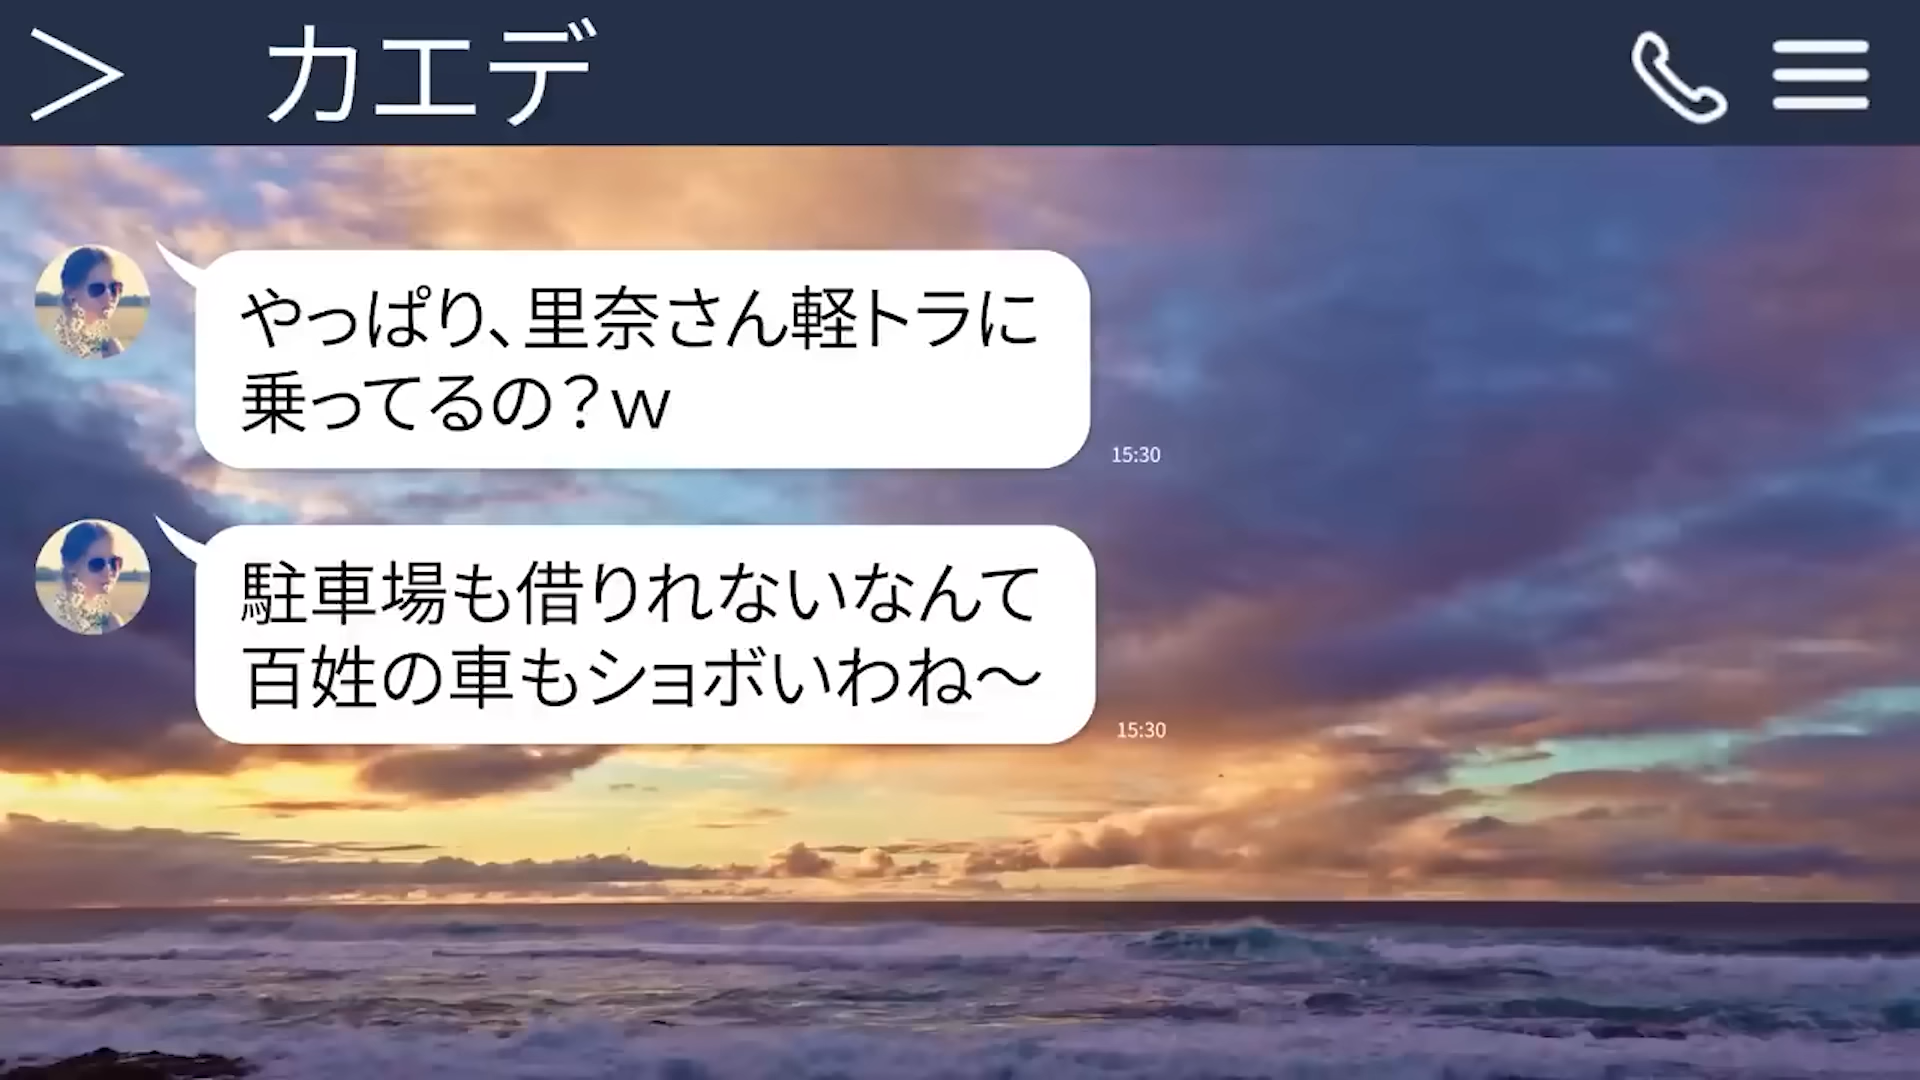 カエデ
やっぱり、里奈さん軽トラに
乗ってるの？w
15:30
駐車場も借りれないなんて
百姓の車もショボいわね～
15:30